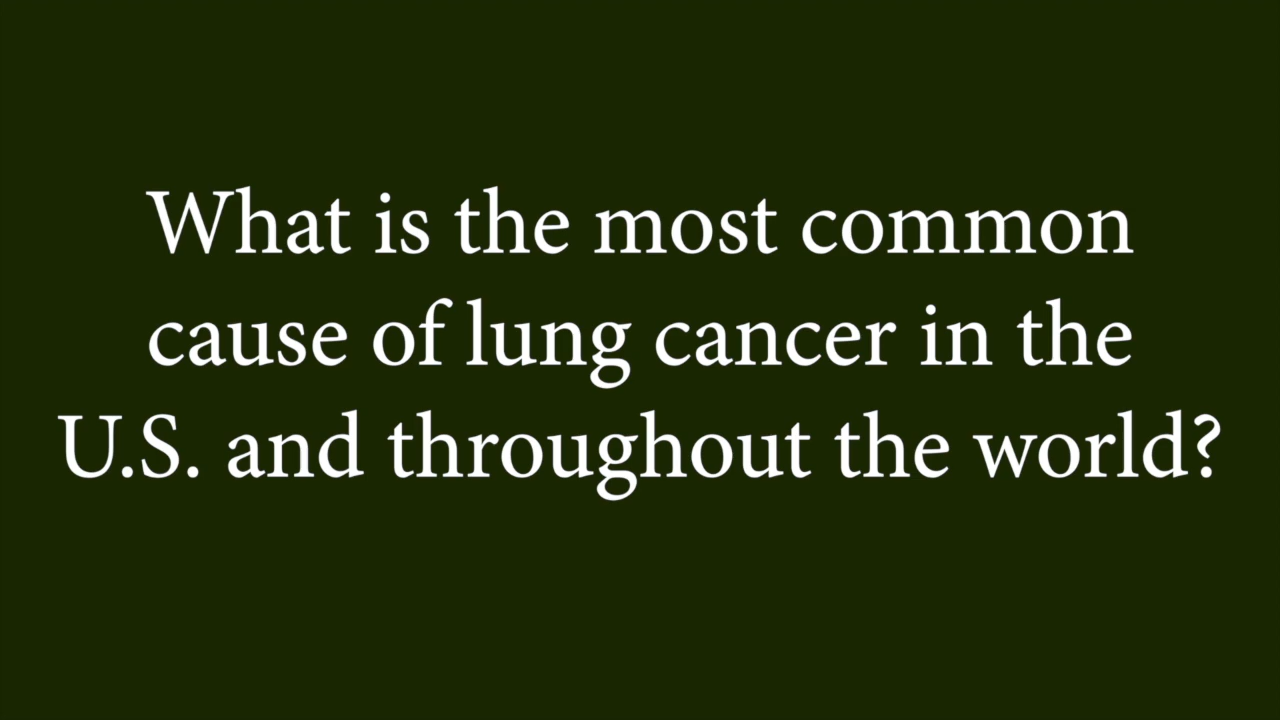 What is the most common
cause of lung cancer in the
U.S. and throughout the world?